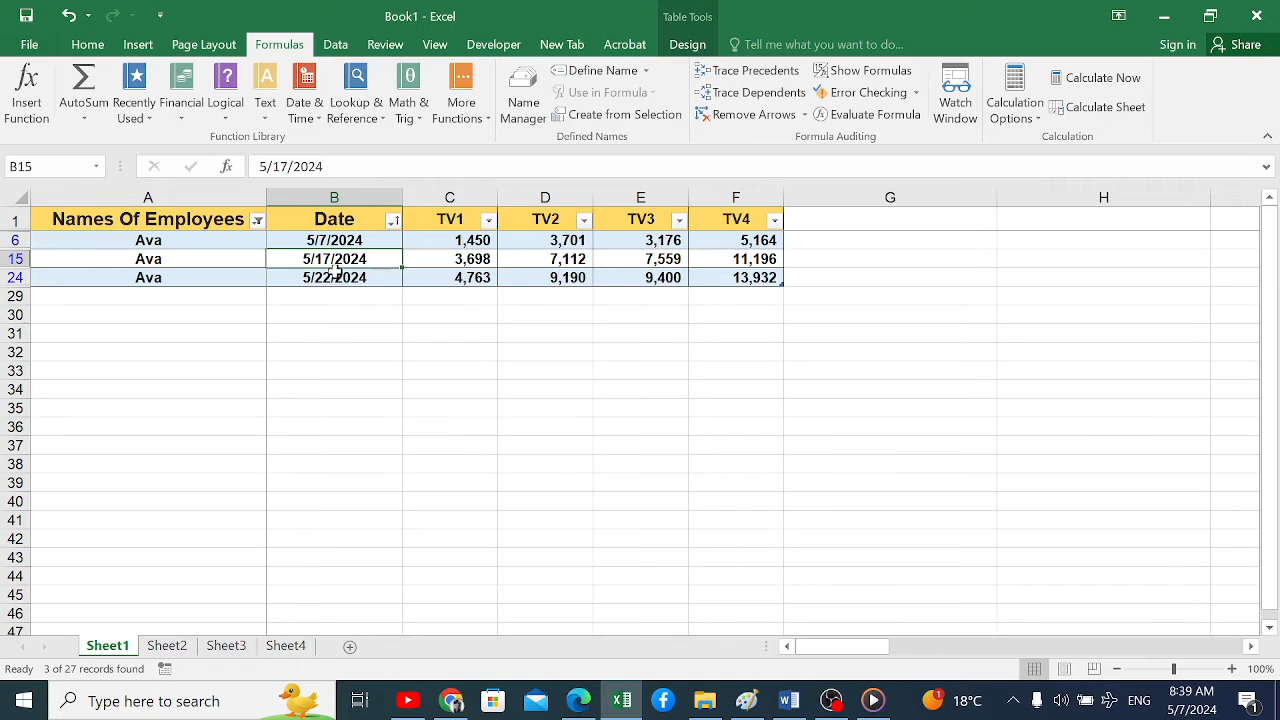 Book1 - Excel
Table Tools
File Home Insert Page Layout Formulas Data Review View Developer New Tab Acrobat Design Tell me what you want to do... Sign in Share
Insert Function
AutoSum
Recently Used
Financial
Logical
Text
Date & Time
Lookup & Reference
Math & Trig
More Functions
Function Library
Name Manager
Define Name
Use in Formula
Create from Selection
Defined Names
Trace Precedents
Trace Dependents
Remove Arrows
Show Formulas
Error Checking
Evaluate Formula
Formula Auditing
Watch Window
Calculation Options
Calculate Now
Calculate Sheet
Calculation
B15 fx 5/17/2024
A B C D E F G H
1 Names Of Employees Date TV1 TV2 TV3 TV4
6 Ava 5/7/2024 1,450 3,701 3,176 5,164
15 Ava 5/17/2024 3,698 7,112 7,559 11,196
24 Ava 5/22/2024 4,763 9,190 9,400 13,932
29
30
31
32
33
34
35
36
37
38
39
40
41
42
43
44
45
46
47
Sheet1 Sheet2 Sheet3 Sheet4
Ready 3 of 27 records found 100%
Type here to search
18°C ENG 8:39 AM
5/7/2024